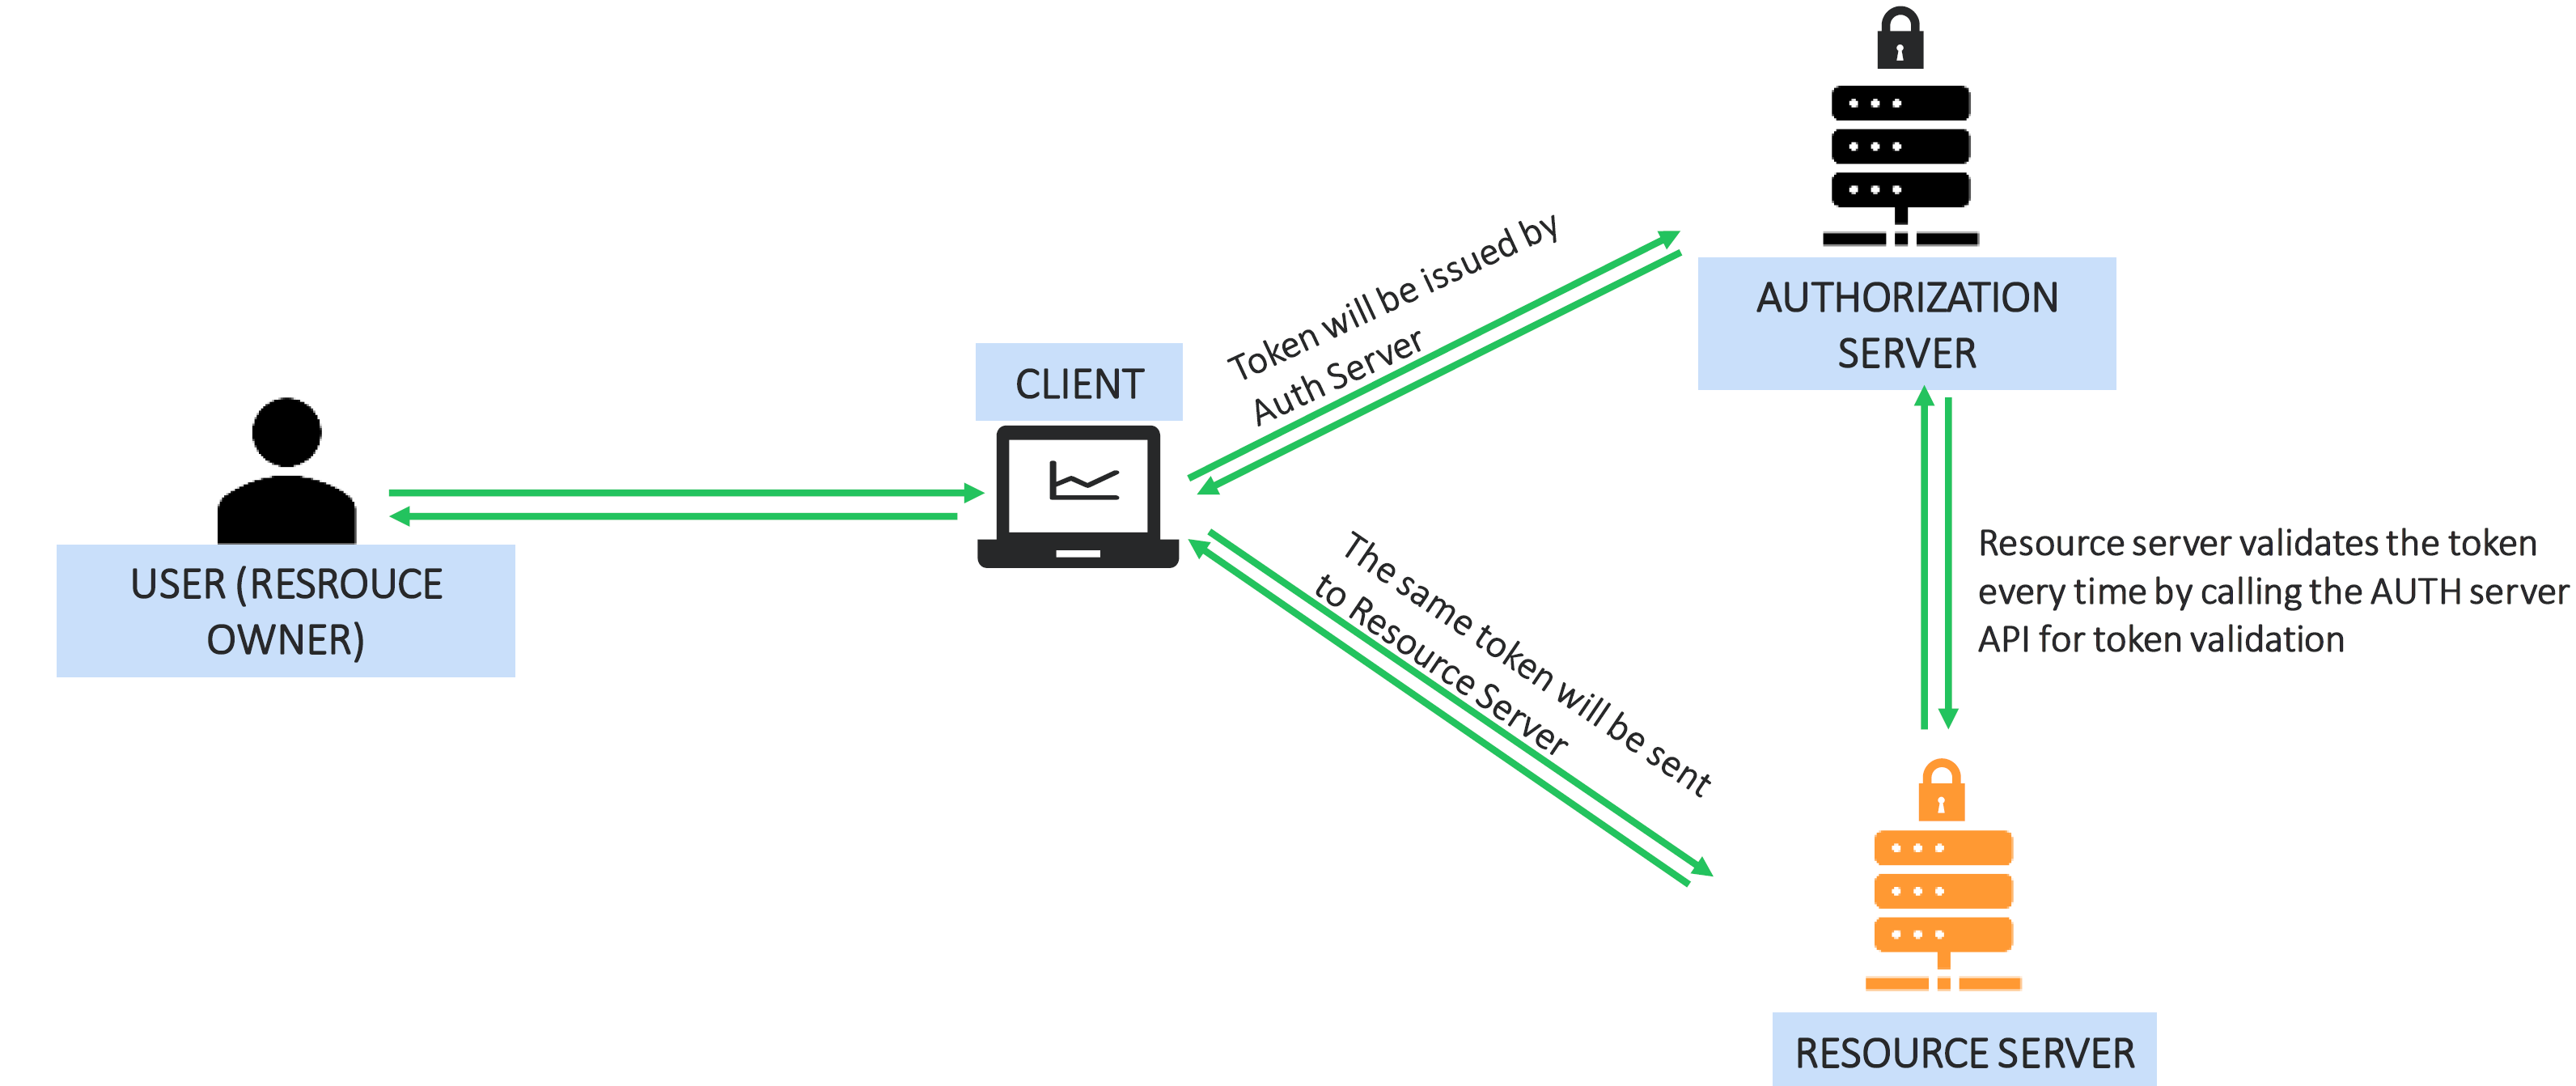 USER (RESROUCE
OWNER)
CLIENT
Token will be issued by
Auth Server
The same token will be sent
to Resource Server
AUTHORIZATION
SERVER
Resource server validates the token
every time by calling the AUTH server
API for token validation
RESOURCE SERVER